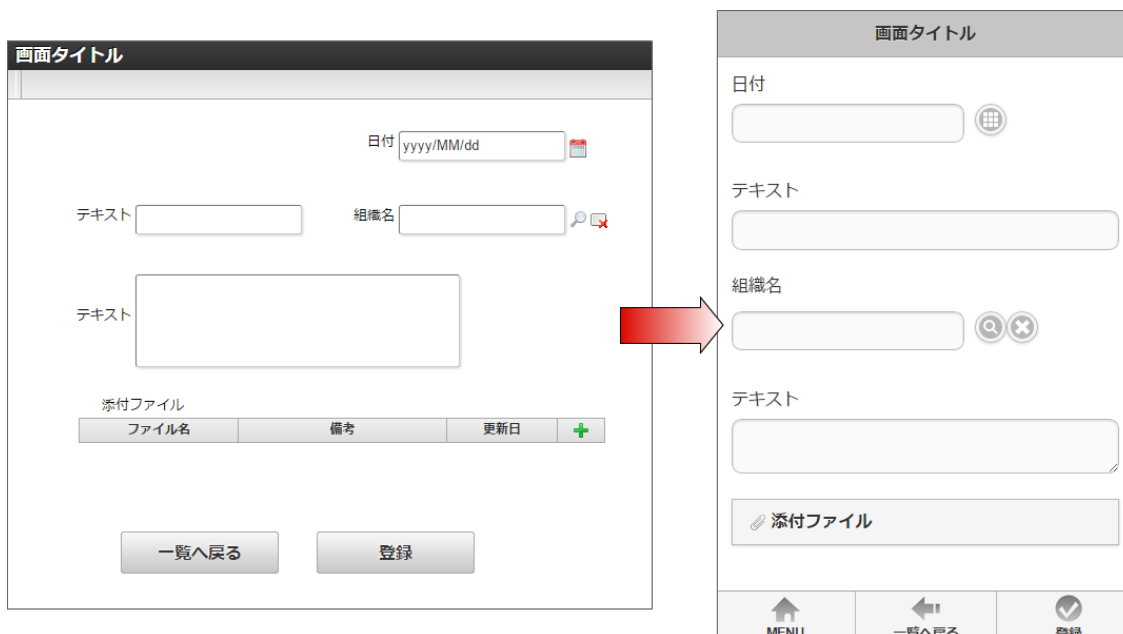 画面タイトル
日付 yyyy/MM/dd
テキスト 組織名
テキスト
添付ファイル
ファイル名 備考 更新日
一覧へ戻る 登録
画面タイトル
日付
テキスト
組織名
テキスト
添付ファイル
MENU 一覧へ戻る 登録